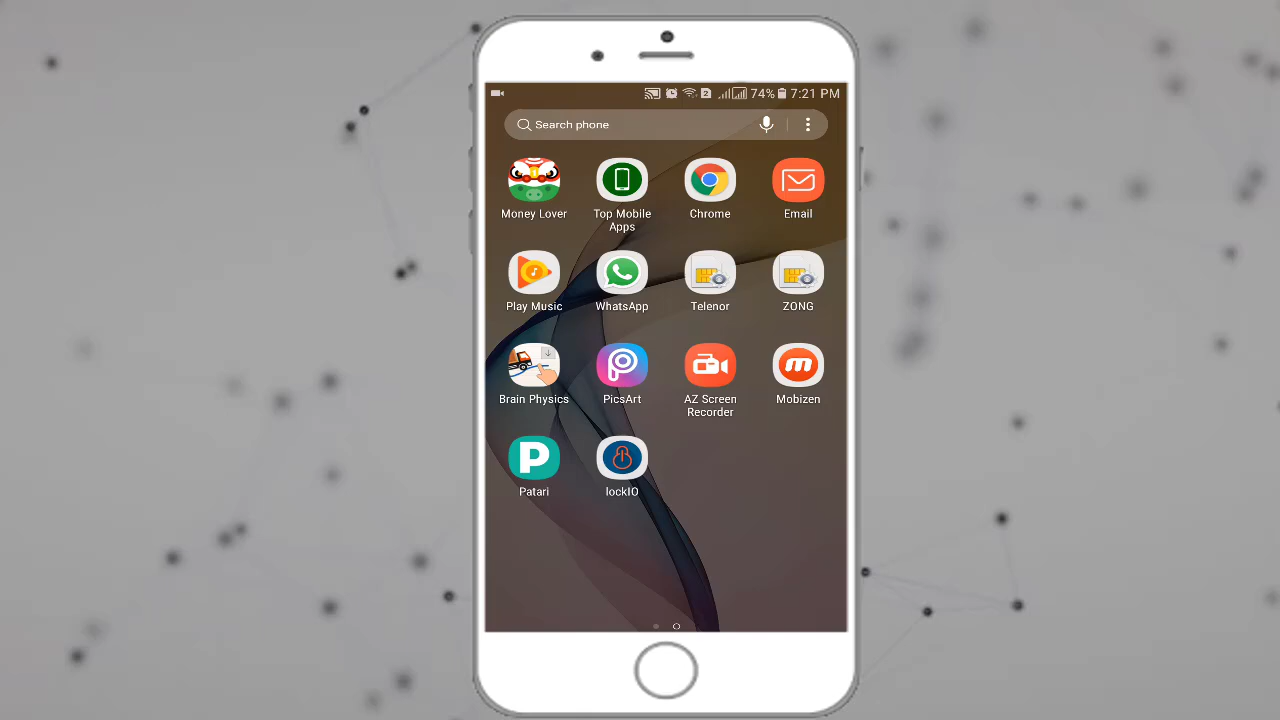 2 74% 7:21 PM
Search phone
Money Lover
Top Mobile
Apps
Chrome
Email
Play Music
WhatsApp
Telenor
ZONG
Brain Physics
PicsArt
AZ Screen
Recorder
Mobizen
P
Patari
lockIO